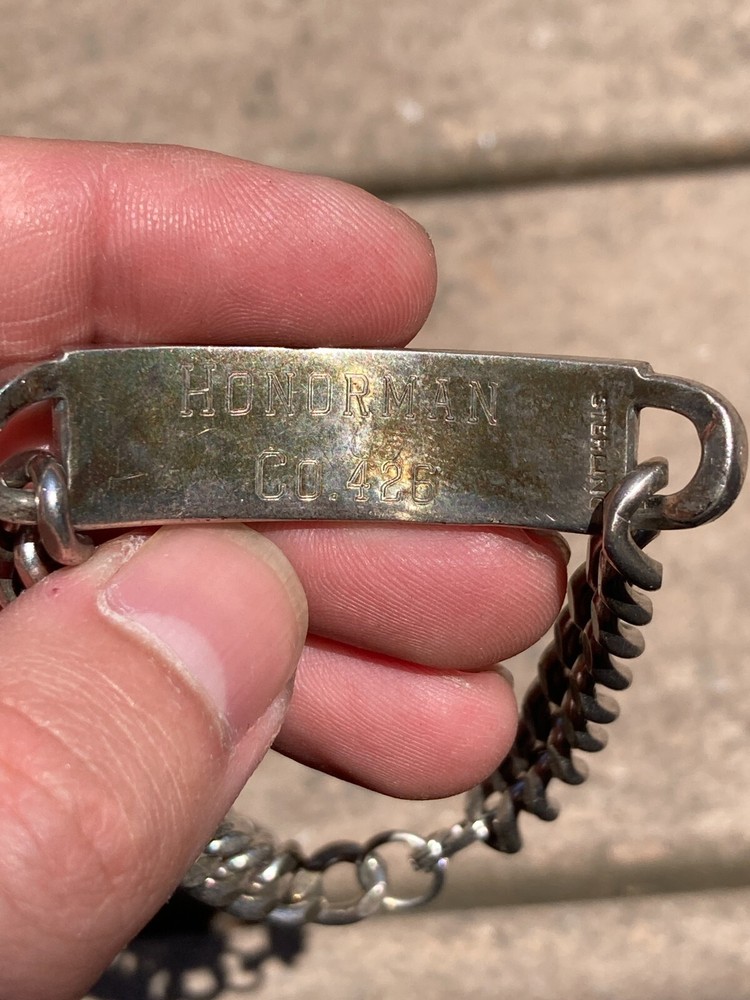 HONORMAN
CO. 426
STERLING